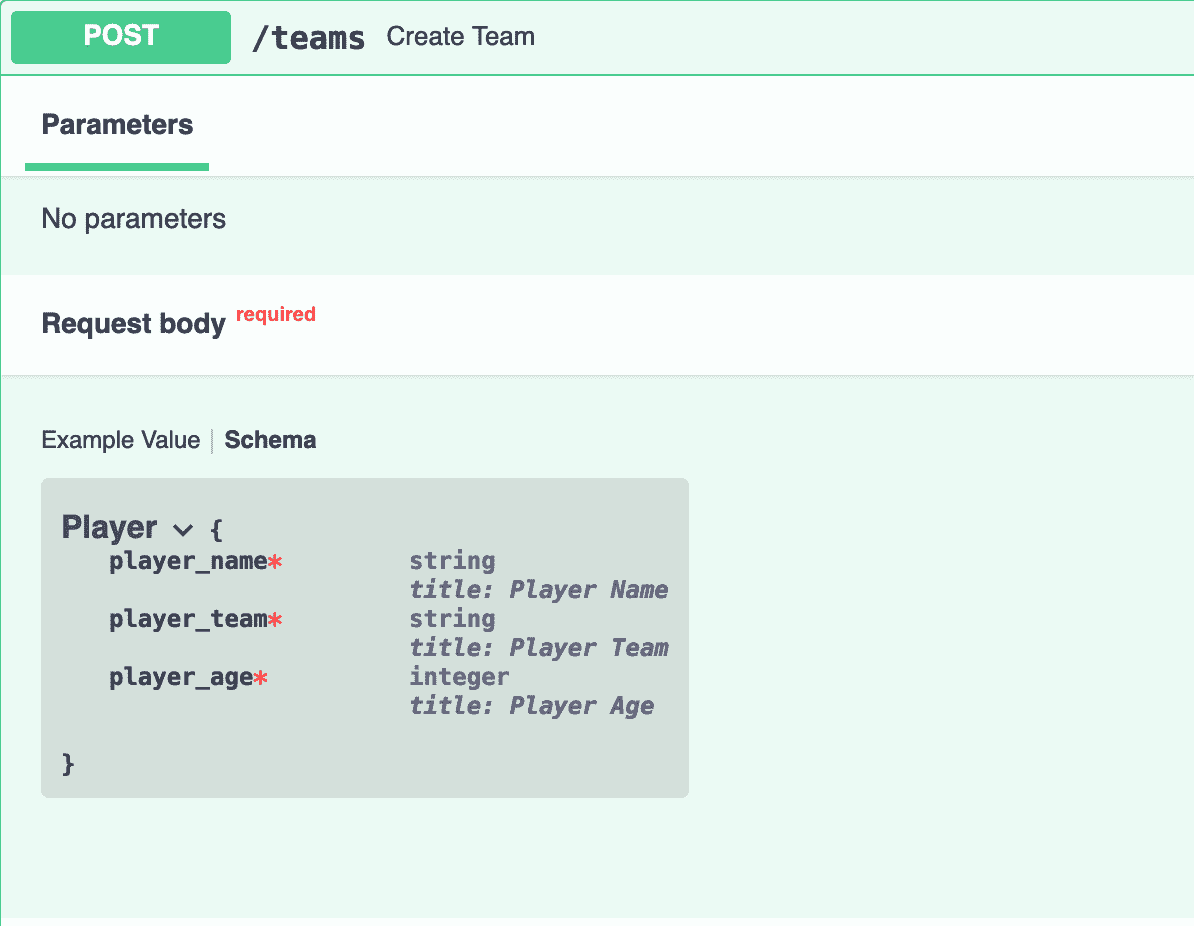 POST /teams Create Team
Parameters
No parameters
Request body required
Example Value | Schema
Player {
player_name* string
title: Player Name
player_team* string
title: Player Team
player_age* integer
title: Player Age
}